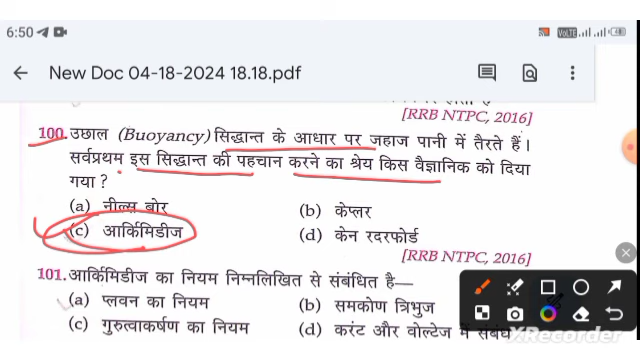 6:50
VoLTE 48
New Doc 04-18-2024 18.18.pdf
[RRB NTPC, 2016]
100. उछाल (Buoyancy) सिद्धान्त के आधार पर जहाज पानी में तैरते हैं।
सर्वप्रथम इस सिद्धान्त की पहचान करने का श्रेय किस वैज्ञानिक को दिया
गया?
(a) नील्स बोर (b) केप्लर
(c) आर्किमिडीज (d) केन रदरफोर्ड
[RRB NTPC, 2016]
101. आर्किमिडीज का नियम निम्नलिखित से संबंधित है—
(a) प्लवन का नियम (b) समकोण त्रिभुज
(c) गुरुत्वाकर्षण का नियम (d) करंट और वोल्टेज में संबंध
XRecorder